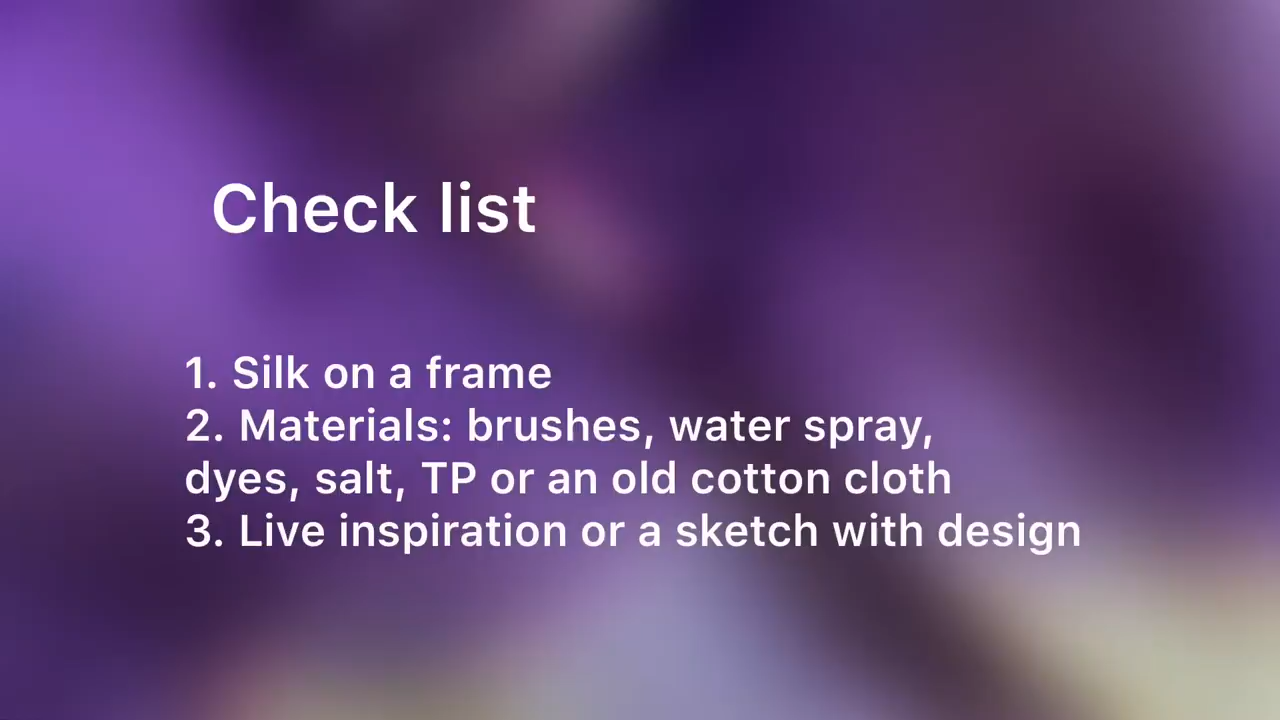 Check list
1. Silk on a frame
2. Materials: brushes, water spray,
dyes, salt, TP or an old cotton cloth
3. Live inspiration or a sketch with design